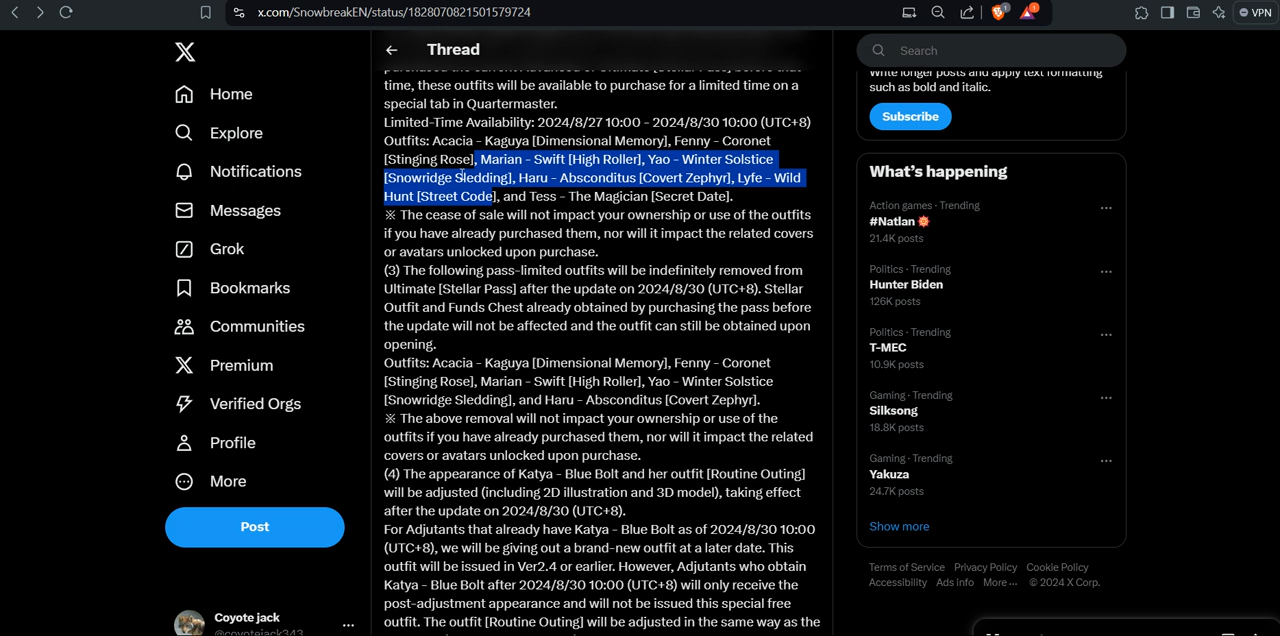 x.com/SnowbreakEN/status/1828070821501579724
1
1
VPN
Home
Explore
Notifications
Messages
Grok
Bookmarks
Communities
Premium
Verified Orgs
Profile
More
Post
Coyote jack
@coyotejack343
Thread
purchased the current Advanced or Ultimate [Stellar Pass] before that
time, these outfits will be available to purchase for a limited time on a
special tab in Quartermaster.
Limited-Time Availability: 2024/8/27 10:00 - 2024/8/30 10:00 (UTC+8)
Outfits: Acacia - Kaguya [Dimensional Memory], Fenny - Coronet
[Stinging Rose], Marian - Swift [High Roller], Yao - Winter Solstice
[Snowridge Sledding], Haru - Absconditus [Covert Zephyr], Lyfe - Wild
Hunt [Street Code], and Tess - The Magician [Secret Date].
※ The cease of sale will not impact your ownership or use of the outfits
if you have already purchased them, nor will it impact the related covers
or avatars unlocked upon purchase.
(3) The following pass-limited outfits will be indefinitely removed from
Ultimate [Stellar Pass] after the update on 2024/8/30 (UTC+8). Stellar
Outfit and Funds Chest already obtained by purchasing the pass before
the update will not be affected and the outfit can still be obtained upon
opening.
Outfits: Acacia - Kaguya [Dimensional Memory], Fenny - Coronet
[Stinging Rose], Marian - Swift [High Roller], Yao - Winter Solstice
[Snowridge Sledding], and Haru - Absconditus [Covert Zephyr].
※ The above removal will not impact your ownership or use of the
outfits if you have already purchased them, nor will it impact the related
covers or avatars unlocked upon purchase.
(4) The appearance of Katya - Blue Bolt and her outfit [Routine Outing]
will be adjusted (including 2D illustration and 3D model), taking effect
after the update on 2024/8/30 (UTC+8).
For Adjutants that already have Katya - Blue Bolt as of 2024/8/30 10:00
(UTC+8), we will be giving out a brand-new outfit at a later date. This
outfit will be issued in Ver2.4 or earlier. However, Adjutants who obtain
Katya - Blue Bolt after 2024/8/30 10:00 (UTC+8) will only receive the
post-adjustment appearance and will not be issued this special free
outfit. The outfit [Routine Outing] will be adjusted in the same way as the
Search
Write longer posts and apply text formatting
such as bold and italic.
Subscribe
What's happening
Action games · Trending
#Natlan
21.4K posts
Politics · Trending
Hunter Biden
126K posts
Politics · Trending
T-MEC
10.9K posts
Gaming · Trending
Silksong
18.8K posts
Gaming · Trending
Yakuza
24.7K posts
Show more
Terms of Service Privacy Policy Cookie Policy
Accessibility Ads info More ··· © 2024 X Corp.